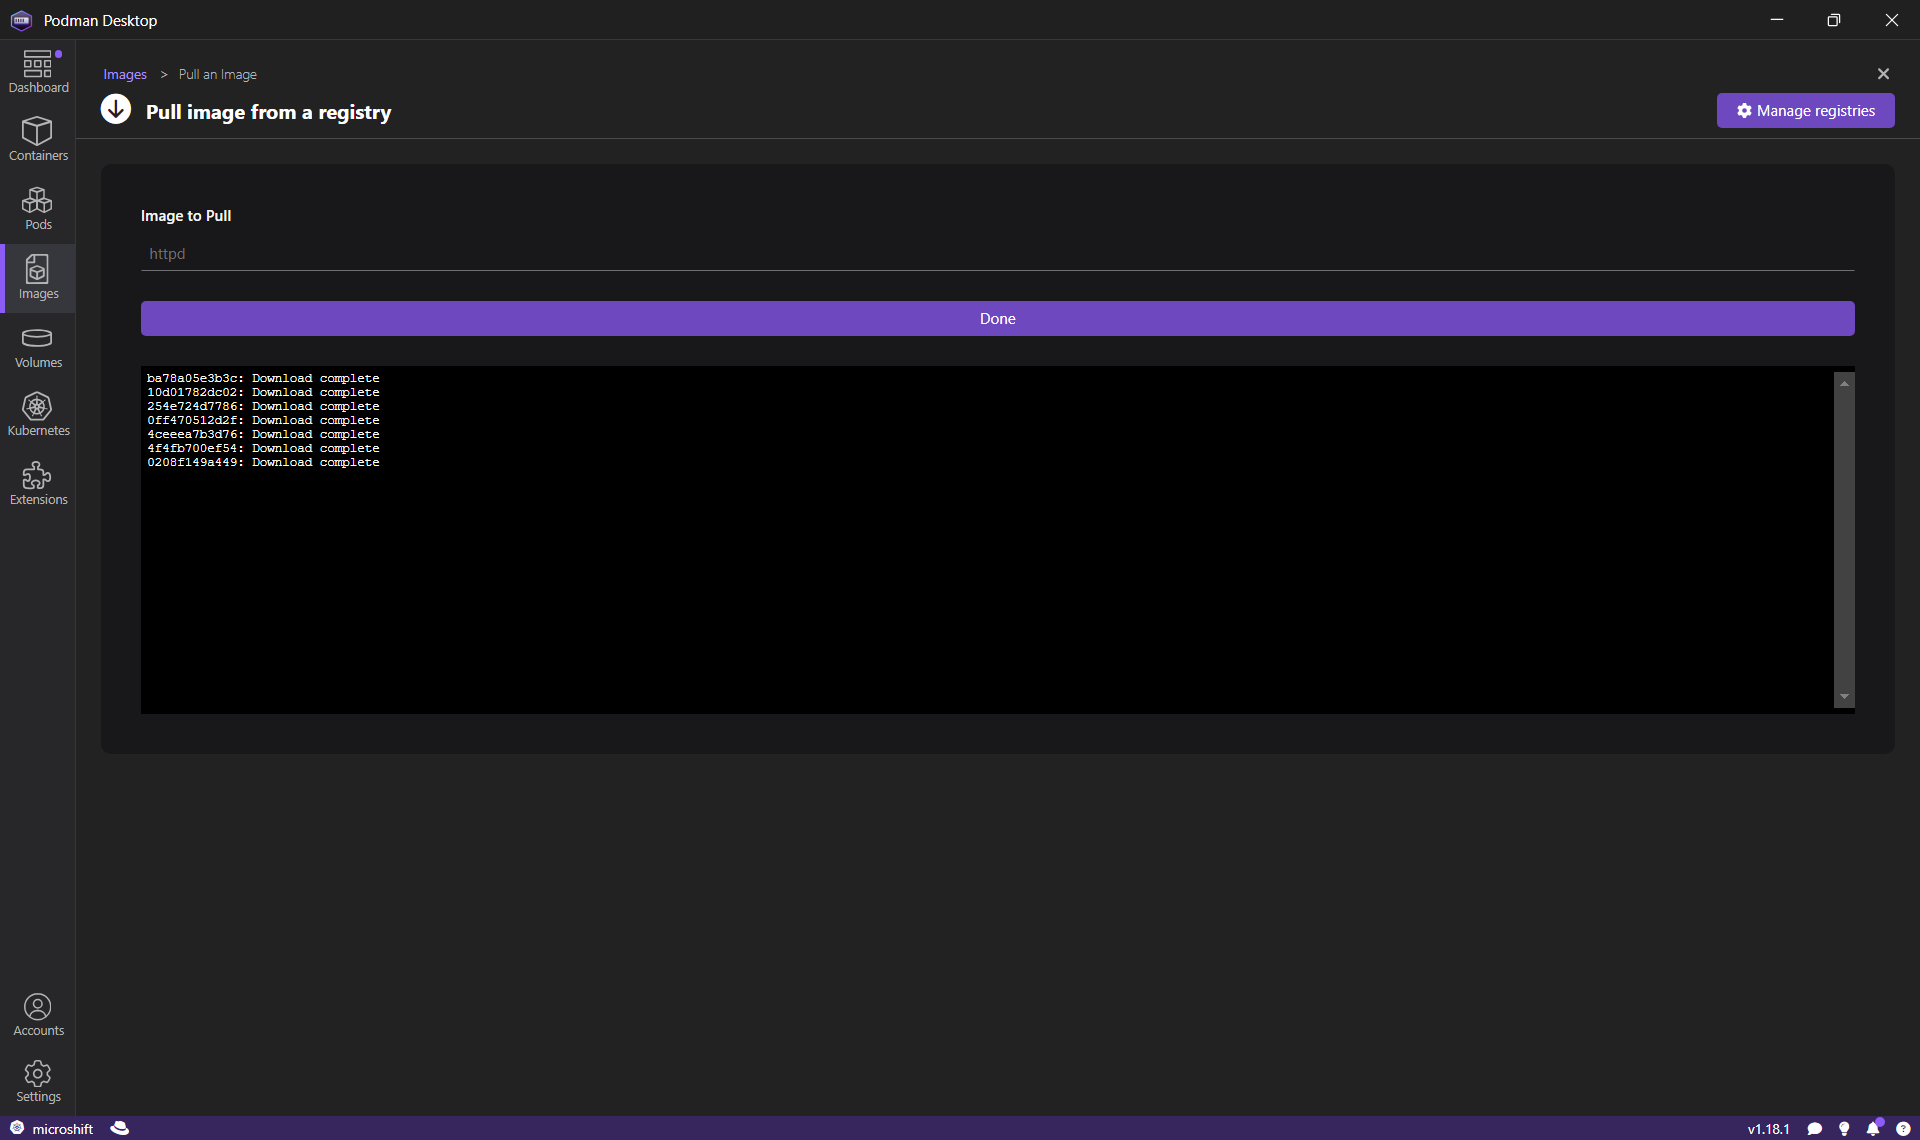 Podman Desktop
Dashboard
Containers
Pods
Images
Volumes
Kubernetes
Extensions
Accounts
Settings
Images > Pull an Image
Pull image from a registry
Manage registries
Image to Pull
httpd
Done
ba78a05e3b3c: Download complete
10d01782dc02: Download complete
254e724d7786: Download complete
0ff470512d2f: Download complete
4ceeea7b3d76: Download complete
4f4fb700ef54: Download complete
0208f149a449: Download complete
microshift
v1.18.1